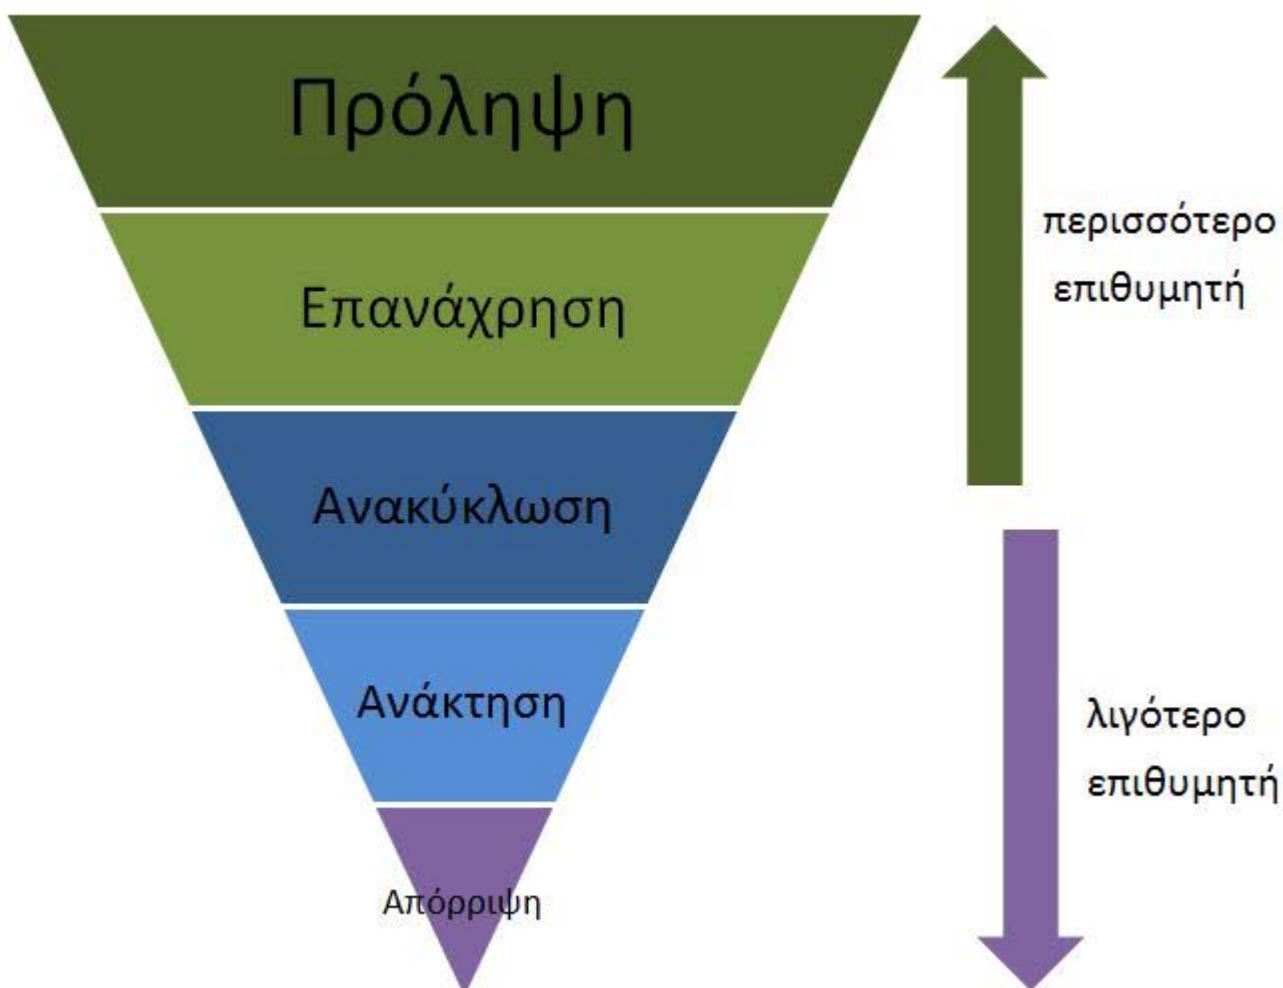 Πρόληψη
Επανάχρηση
Ανακύκλωση
Ανάκτηση
Απόρριψη
περισσότερο
επιθυμητή
λιγότερο
επιθυμητή